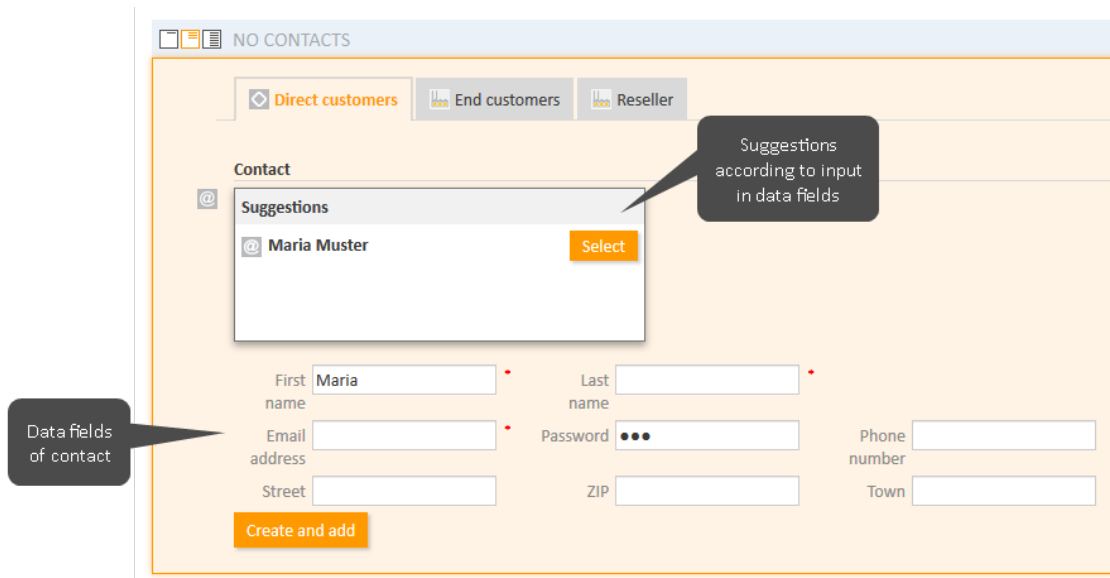 NO CONTACTS
Direct customers
End customers
Reseller
Suggestions
according to input
in data fields
Contact
@
Suggestions
@ Maria Muster
Select
First
name
Maria
*
Last
name
*
Data fields
of contact
Email
address
*
Password
●●●
Phone
number
Street
ZIP
Town
Create and add